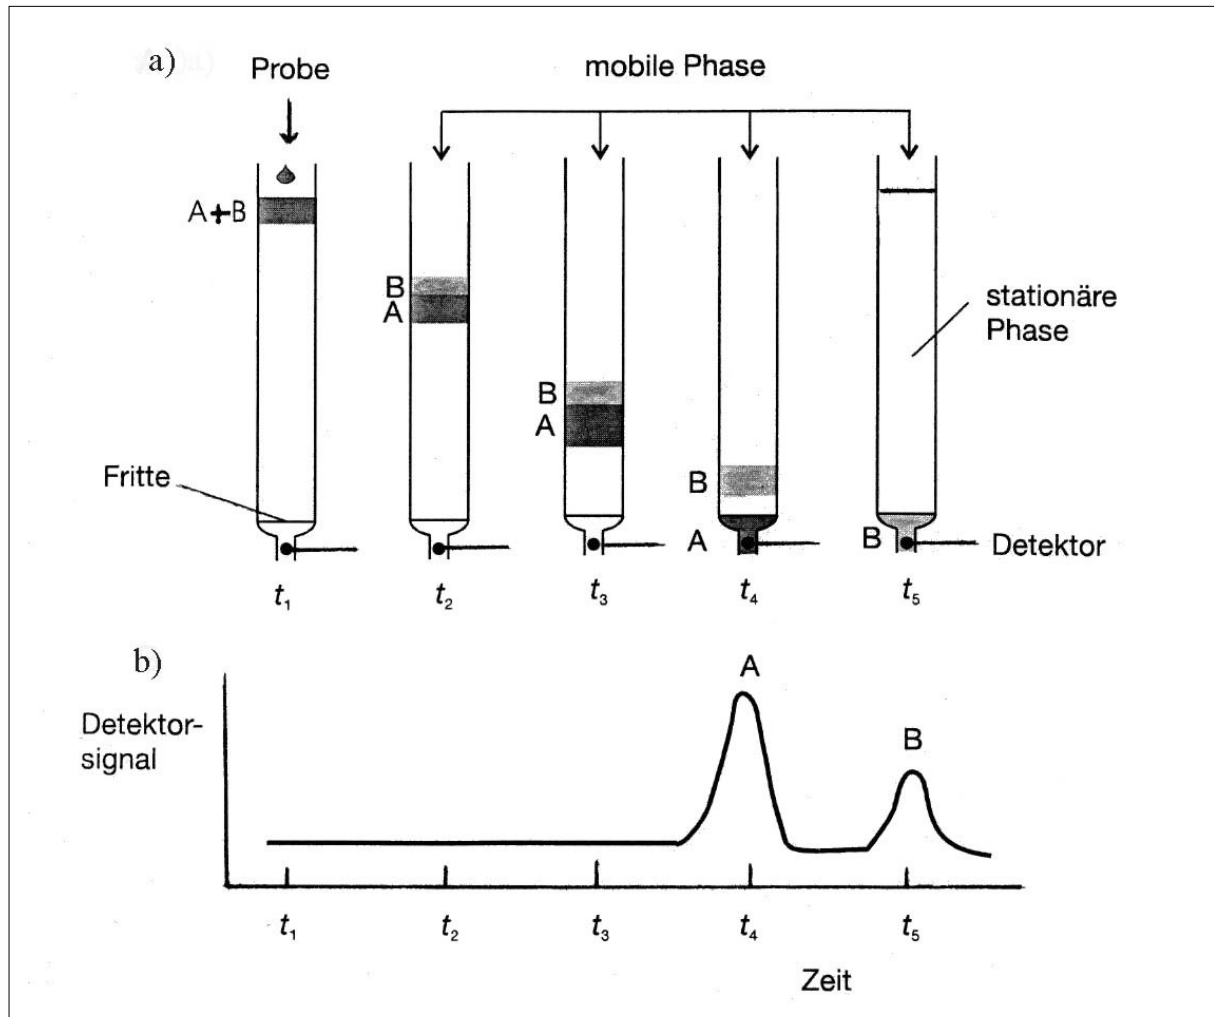 a)
Probe
mobile Phase
A+B
B
A
B
A
B
A
B
stationäre
Phase
Fritte
Detektor
t₁
t₂
t₃
t₄
t₅
b)
Detektor-
signal
A
B
t₁
t₂
t₃
t₄
t₅
Zeit